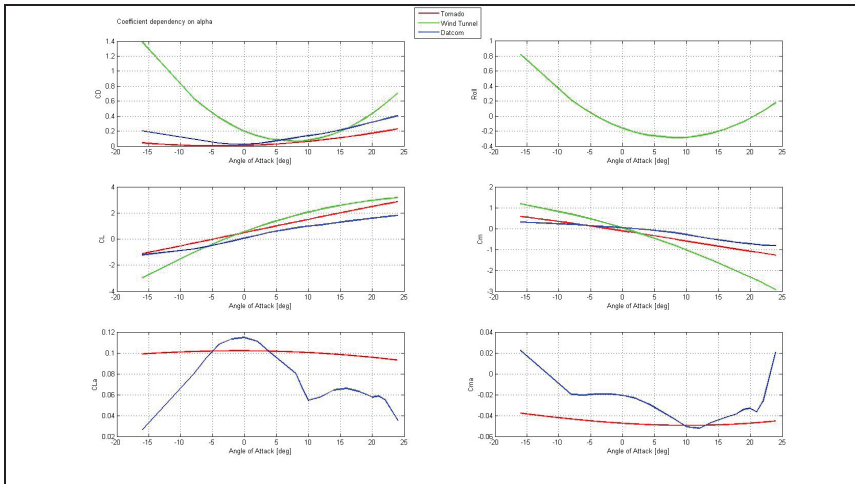 Coefficient dependency on alpha
Tornado
Wind Tunnel
Datcom
1.4
1.2
1
0.8
0.6
0.4
0.2
0
CD
-20 -15 -10 -5 0 5 10 15 20 25
Angle of Attack [deg]
1
0.8
0.6
0.4
0.2
0
-0.2
-0.4
Roll
-20 -15 -10 -5 0 5 10 15 20 25
Angle of Attack [deg]
4
2
0
-2
-4
CL
-20 -15 -10 -5 0 5 10 15 20 25
Angle of Attack [deg]
2
1
0
-1
-2
-3
Cm
-20 -15 -10 -5 0 5 10 15 20 25
Angle of Attack [deg]
0.12
0.1
0.08
0.06
0.04
0.02
CLa
-20 -15 -10 -5 0 5 10 15 20 25
Angle of Attack [deg]
0.04
0.02
0
-0.02
-0.04
-0.06
Cma
-20 -15 -10 -5 0 5 10 15 20 25
Angle of Attack [deg]